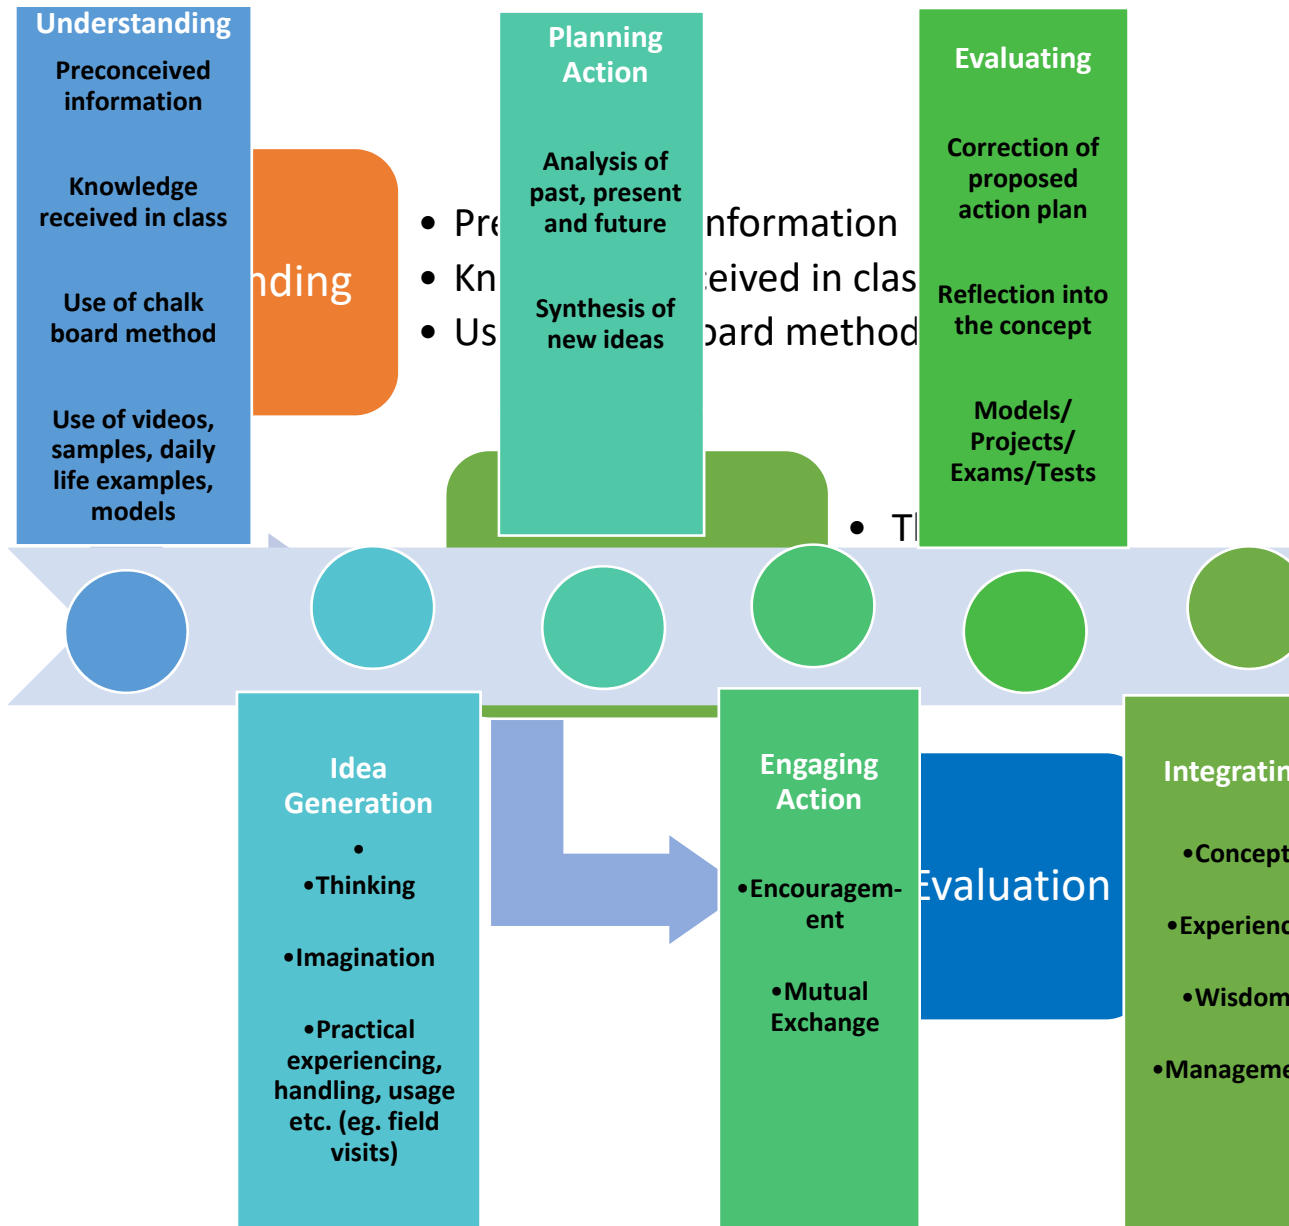 Understanding
Preconceived
information
Knowledge
received in class
Use of chalk
board method
Use of videos,
samples, daily
life examples,
models
Planning
Action
Analysis of
past, present
and future
Synthesis of
new ideas
Evaluating
Correction of
proposed
action plan
Reflection into
the concept
Models/
Projects/
Exams/Tests
nding
• Pre nformation
• Kn ceived in clas
• Us oard method
• T
Idea
Generation
•
•Thinking
•Imagination
•Practical
experiencing,
handling, usage
etc. (eg. field
visits)
Engaging
Action
•Encouragem-
ent
•Mutual
Exchange
Evaluation
Integratin
•Concept
•Experienc
•Wisdom
•Manageme